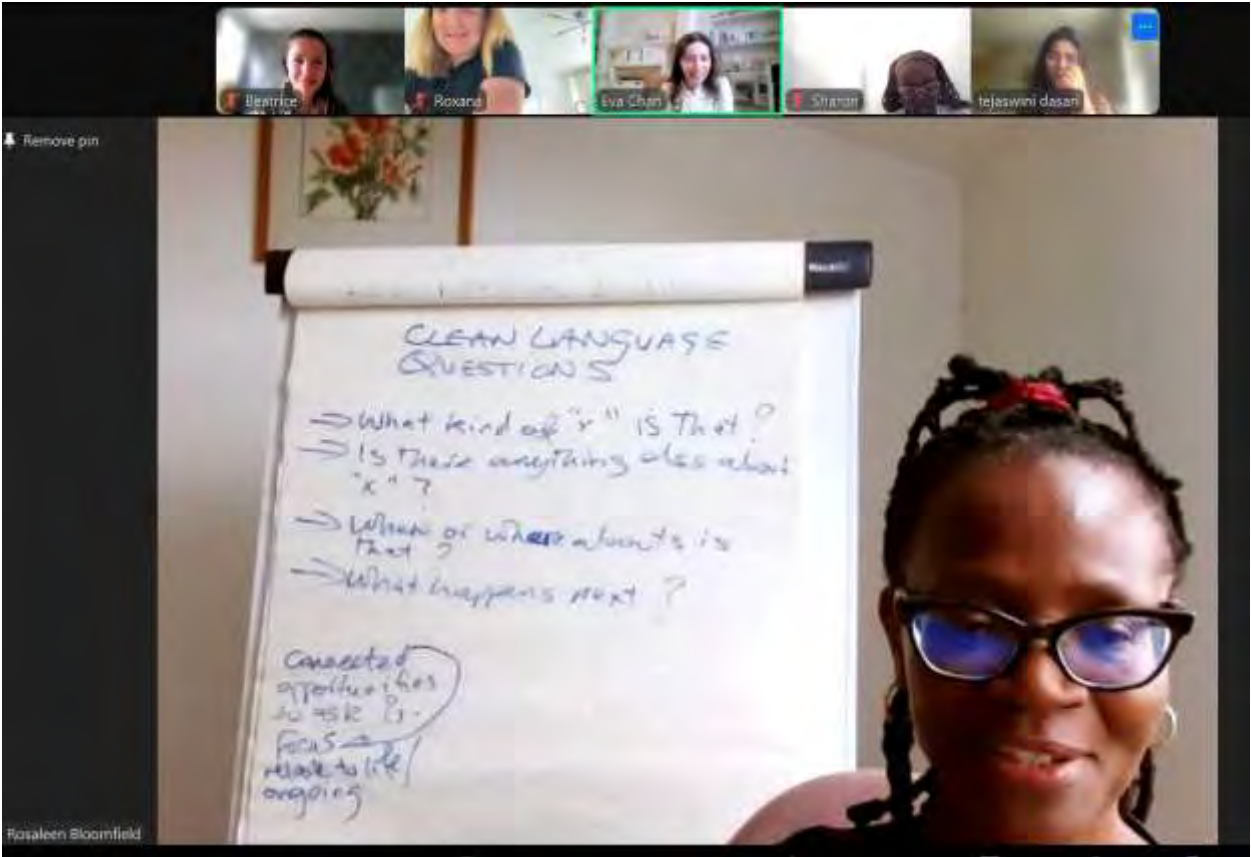 Beatrice
Roxana
Eva Chan
Sharon
tejaswini dasari
Remove pin
CLEAN LANGUAGE
QUESTIONS
⇒ What kind of "x" is That?
⇒ Is there anything else about
"x"?
⇒ When or whereabouts is
That?
⇒ What happens next?
Connected
opportunities
to ask
Focus
relate to life/
ongoing
Rosaleen Bloomfield